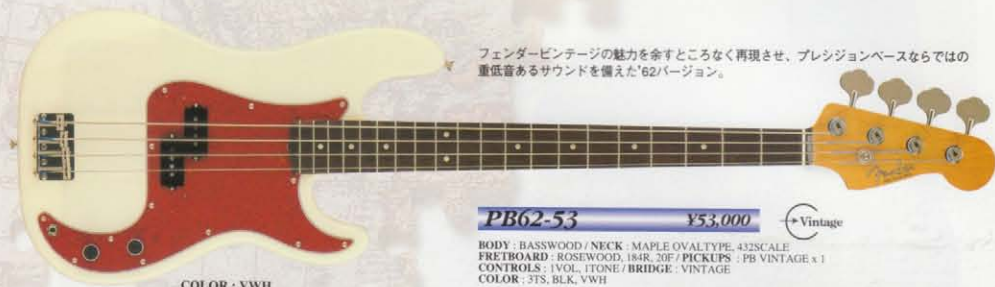 フェンダービンテージの魅力を余すところなく再現させ、プレシジョンベースならではの
重低音あるサウンドを備えた'62バージョン。
Fender
PB62-53 ¥53,000 Vintage
BODY : BASSWOOD / NECK : MAPLE OVALTYPE, 432SCALE
FRETBOARD : ROSEWOOD, 184R, 20F / PICKUPS : PB VINTAGE x 1
CONTROLS : 1VOL, 1TONE / BRIDGE : VINTAGE
COLOR : 3TS, BLK, VWH
COLOR : VWH